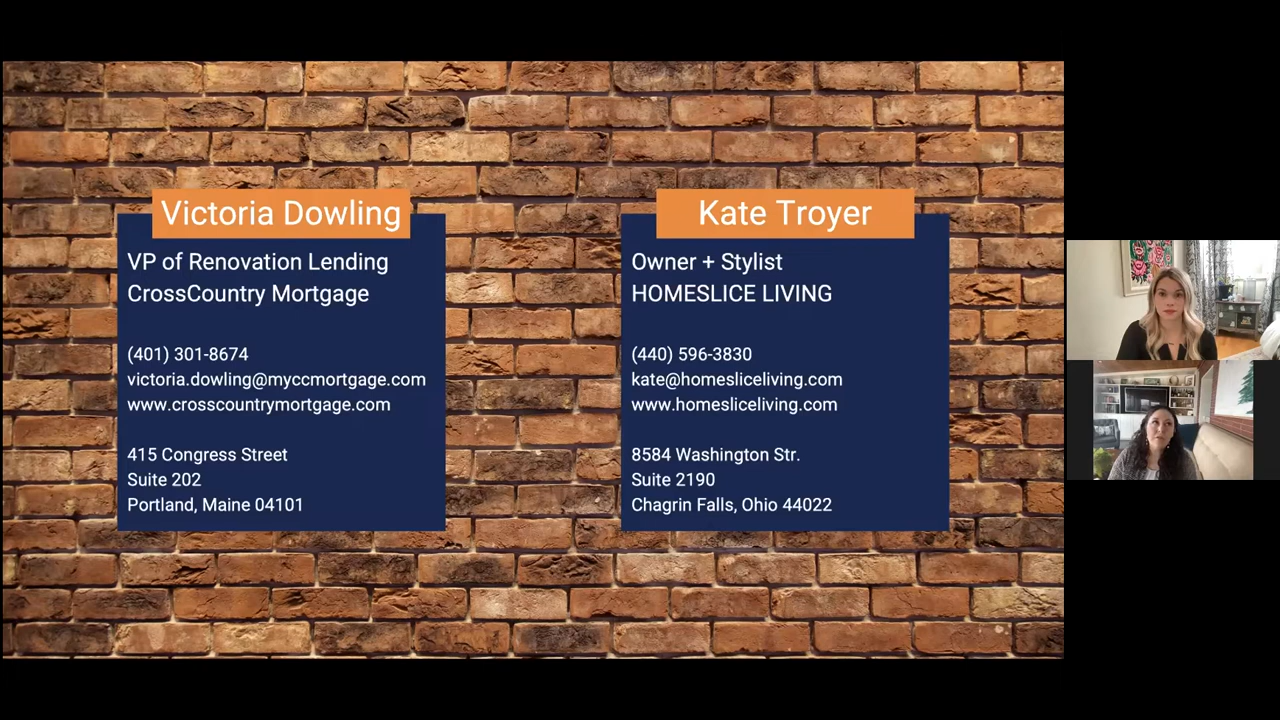 Victoria Dowling
VP of Renovation Lending
CrossCountry Mortgage
(401) 301-8674
victoria.dowling@myccmortgage.com
www.crosscountrymortgage.com
415 Congress Street
Suite 202
Portland, Maine 04101
Kate Troyer
Owner + Stylist
HOMESLICE LIVING
(440) 596-3830
kate@homesliceliving.com
www.homesliceliving.com
8584 Washington Str.
Suite 2190
Chagrin Falls, Ohio 44022